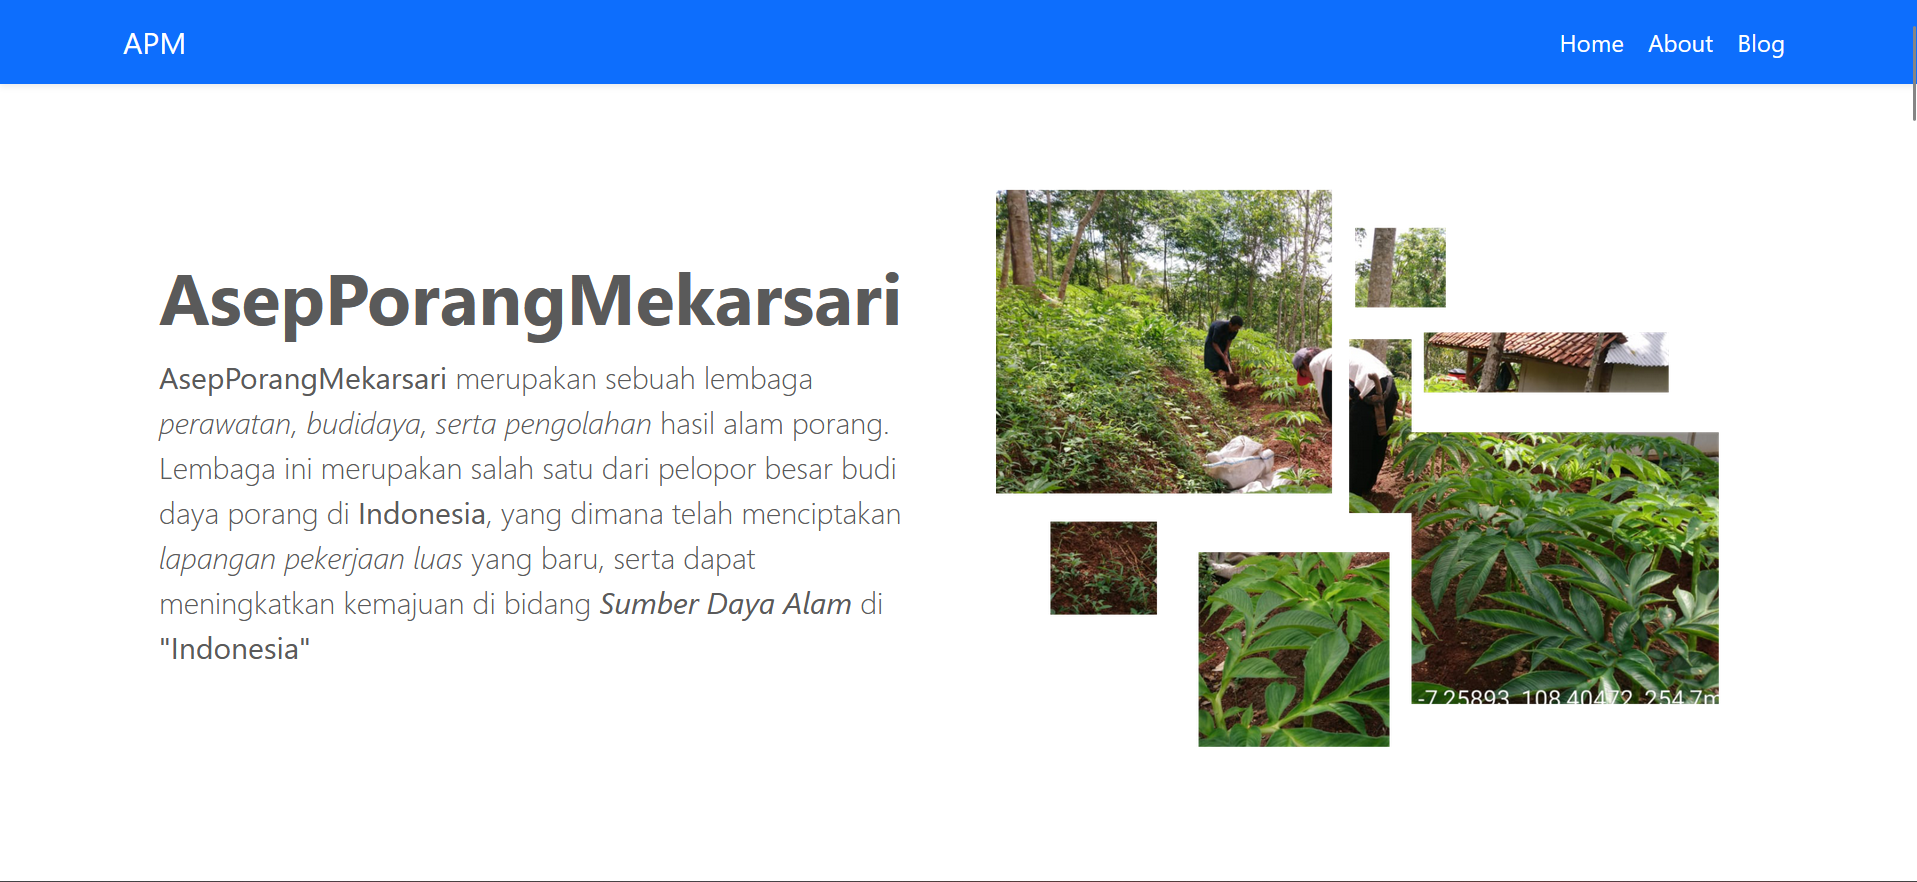 APM
Home About Blog
AsepPorangMekarsari
AsepPorangMekarsari merupakan sebuah lembaga
perawatan, budidaya, serta pengolahan hasil alam porang.
Lembaga ini merupakan salah satu dari pelopor besar budi
daya porang di Indonesia, yang dimana telah menciptakan
lapangan pekerjaan luas yang baru, serta dapat
meningkatkan kemajuan di bidang Sumber Daya Alam di
"Indonesia"
-7.25893 108.40472 254.7m